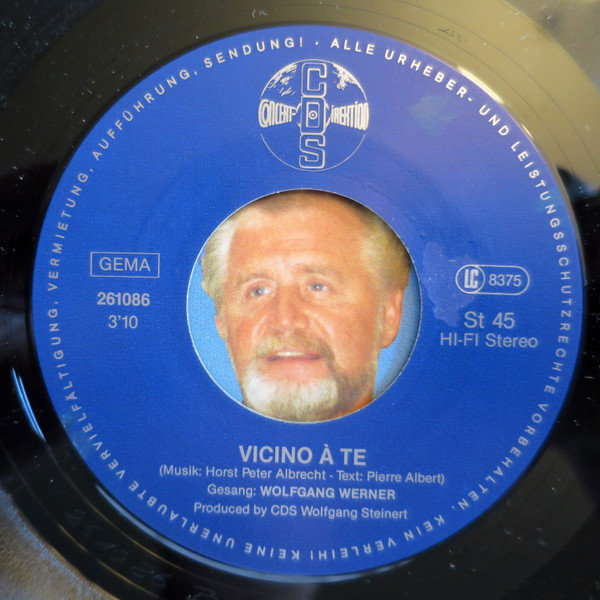 KEINE UNERLAUBTE VERVIELFÄLTIGUNG, VERMIETUNG, AUFFÜHRUNG, SENDUNG! · ALLE URHEBER- UND LEISTUNGSSCHUTZRECHTE VORBEHALTEN. KEIN VERLEIH!
CDS
CONCERT- DIREKTION
GEMA
LC 8375
261086
3'10
St 45
HI-FI Stereo
VICINO À TE
(Musik: Horst Peter Albrecht - Text: Pierre Albert)
Gesang: WOLFGANG WERNER
Produced by CDS Wolfgang Steinert